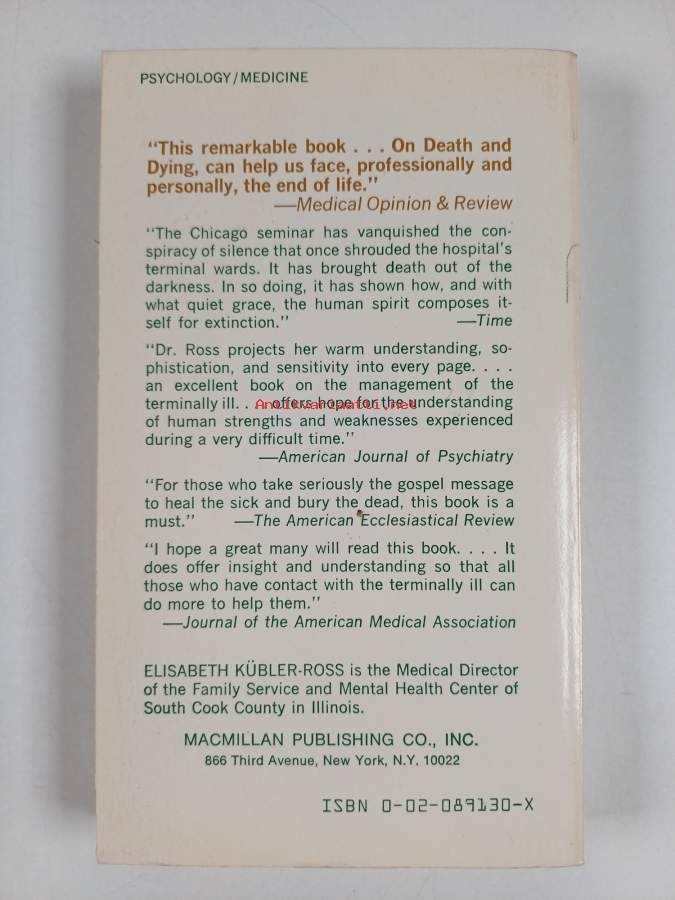 PSYCHOLOGY/MEDICINE
"This remarkable book . . . On Death and
Dying, can help us face, professionally and
personally, the end of life."
—Medical Opinion & Review
"The Chicago seminar has vanquished the con-
spiracy of silence that once shrouded the hospital's
terminal wards. It has brought death out of the
darkness. In so doing, it has shown how, and with
what quiet grace, the human spirit composes it-
self for extinction." —Time
"Dr. Ross projects her warm understanding, so-
phistication, and sensitivity into every page. . . .
an excellent book on the management of the
terminally ill. . . . offers hope for the understanding
Antikvariaatti.net
of human strengths and weaknesses experienced
during a very difficult time."
—American Journal of Psychiatry
"For those who take seriously the gospel message
to heal the sick and bury the dead, this book is a
must." —The American Ecclesiastical Review
"I hope a great many will read this book. . . . It
does offer insight and understanding so that all
those who have contact with the terminally ill can
do more to help them."
—Journal of the American Medical Association
ELISABETH KÜBLER-ROSS is the Medical Director
of the Family Service and Mental Health Center of
South Cook County in Illinois.
MACMILLAN PUBLISHING CO., INC.
866 Third Avenue, New York, N.Y. 10022
ISBN 0-02-089130-X